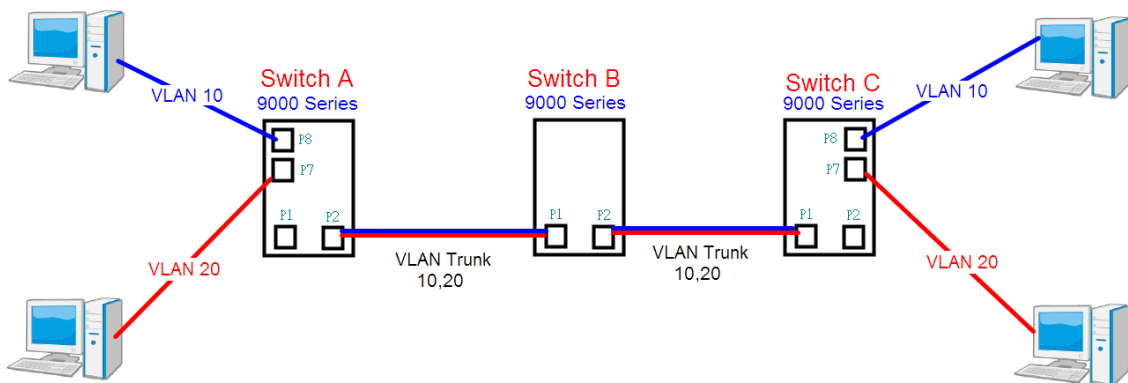 Switch A
9000 Series
Switch B
9000 Series
Switch C
9000 Series
VLAN 10
VLAN 10
P8
P7
P1
P2
P1
P2
P8
P7
P1
P2
VLAN 20
VLAN 20
VLAN Trunk
10,20
VLAN Trunk
10,20